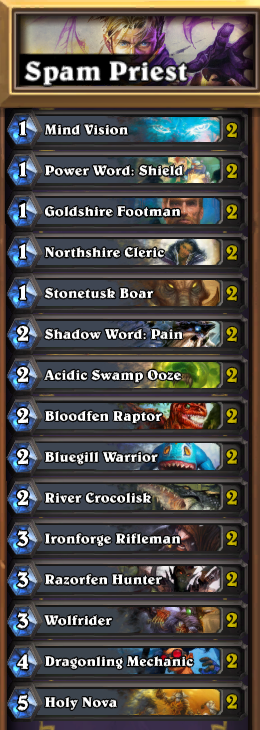 Spam Priest
1 Mind Vision 2
1 Power Word: Shield 2
1 Goldshire Footman 2
1 Northshire Cleric 2
1 Stonetusk Boar 2
2 Shadow Word: Pain 2
2 Acidic Swamp Ooze 2
2 Bloodfen Raptor 2
2 Bluegill Warrior 2
2 River Crocolisk 2
3 Ironforge Rifleman 2
3 Razorfen Hunter 2
3 Wolfrider 2
4 Dragonling Mechanic 2
5 Holy Nova 2